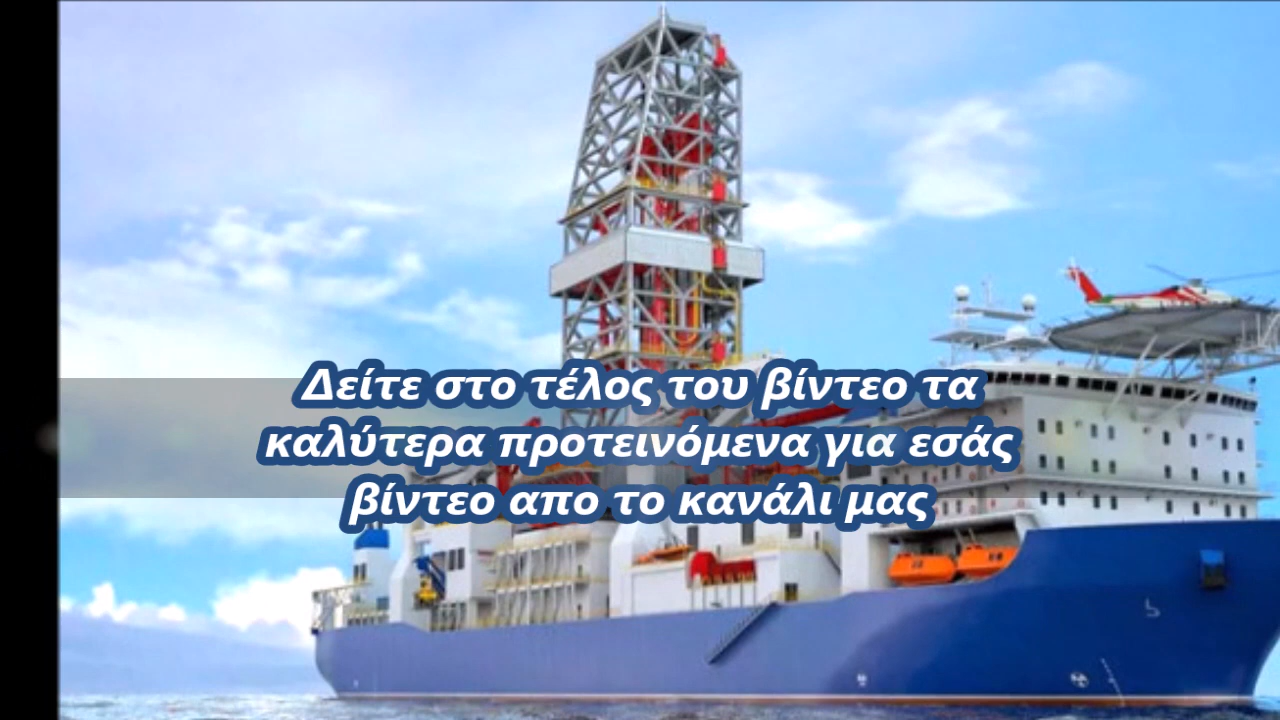 Δείτε στο τέλος του βίντεο τα
καλύτερα προτεινόμενα για εσάς
βίντεο απο το κανάλι μας